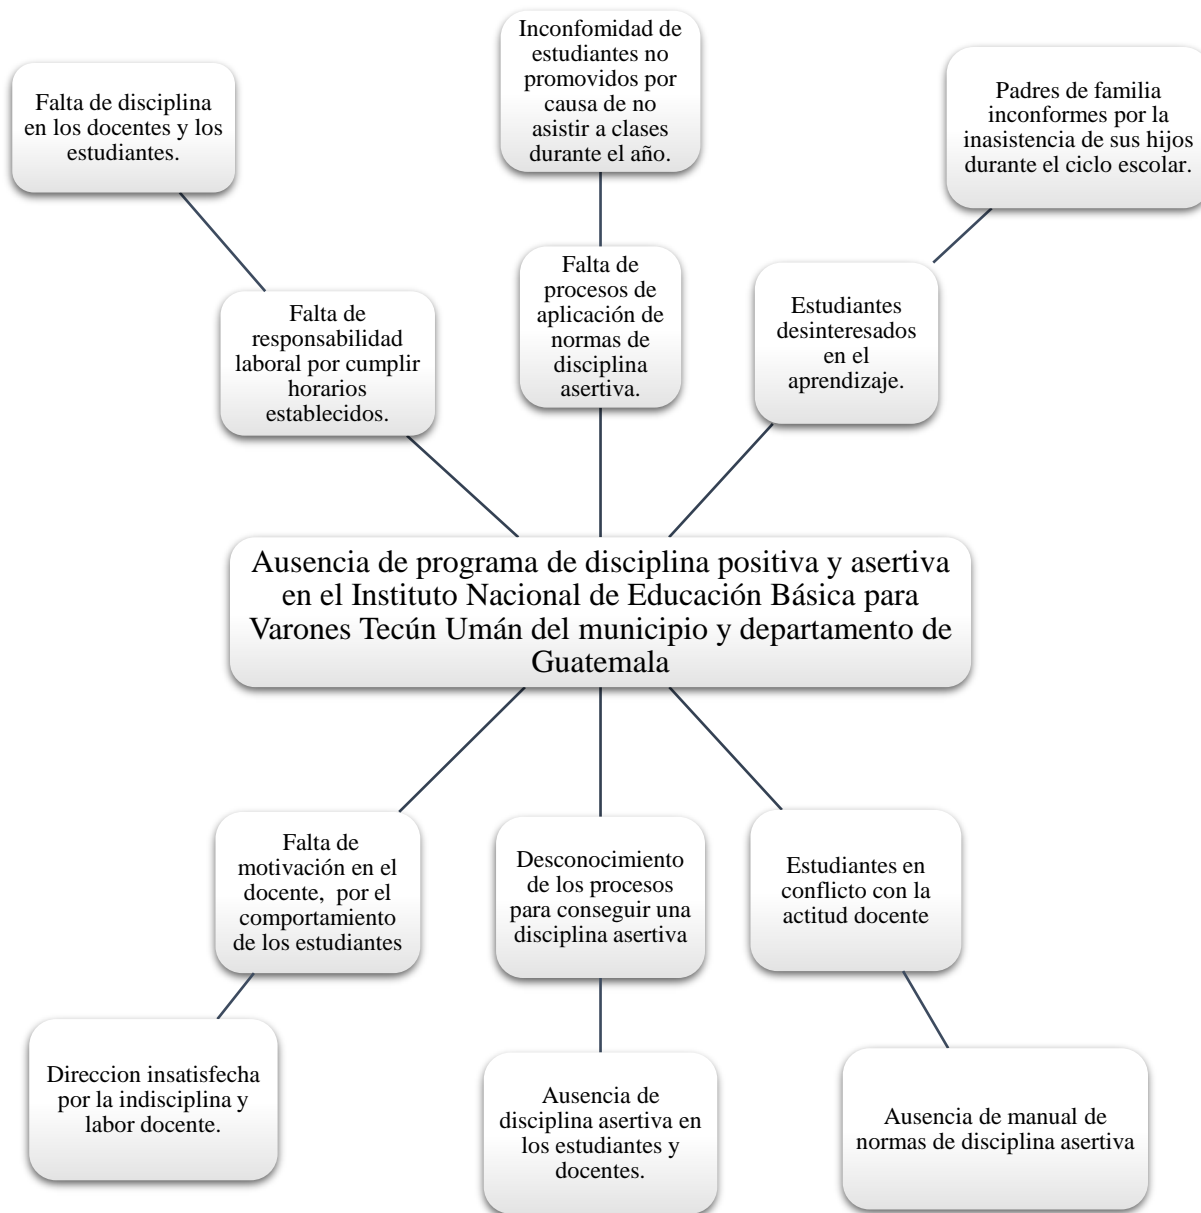 Inconfomidad de
estudiantes no
promovidos por
causa de no
asistir a clases
durante el año.
Falta de disciplina
en los docentes y los
estudiantes.
Padres de familia
inconformes por la
inasistencia de sus hijos
durante el ciclo escolar.
Falta de
responsabilidad
laboral por cumplir
horarios
establecidos.
Falta de
procesos de
aplicación de
normas de
disciplina
asertiva.
Estudiantes
desinteresados
en el
aprendizaje.
Ausencia de programa de disciplina positiva y asertiva
en el Instituto Nacional de Educación Básica para
Varones Tecún Umán del municipio y departamento de
Guatemala
Falta de
motivación en el
docente,  por el
comportamiento
de los estudiantes
Desconocimiento
de los procesos
para conseguir una
disciplina asertiva
Estudiantes en
conflicto con la
actitud docente
Direccion insatisfecha
por la indisciplina y
labor docente.
Ausencia de
disciplina asertiva en
los estudiantes y
docentes.
Ausencia de manual de
normas de disciplina asertiva